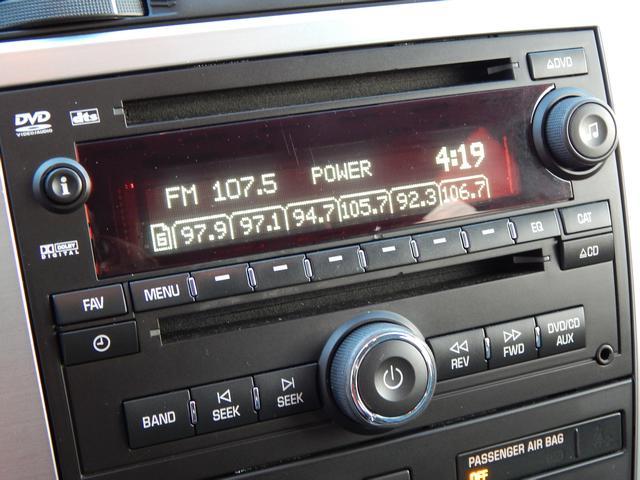 DVD
VIDEO/AUDIO
dts
DVD
i
FM 107.5 POWER 4:19
97.9 97.1 94.7 105.7 92.3 106.7
DOLBY
DIGITAL
FAV
MENU
EQ
CAT
CD
BAND
SEEK
SEEK
REV
FWD
DVD/CD
AUX
PASSENGER AIR BAG
OFF